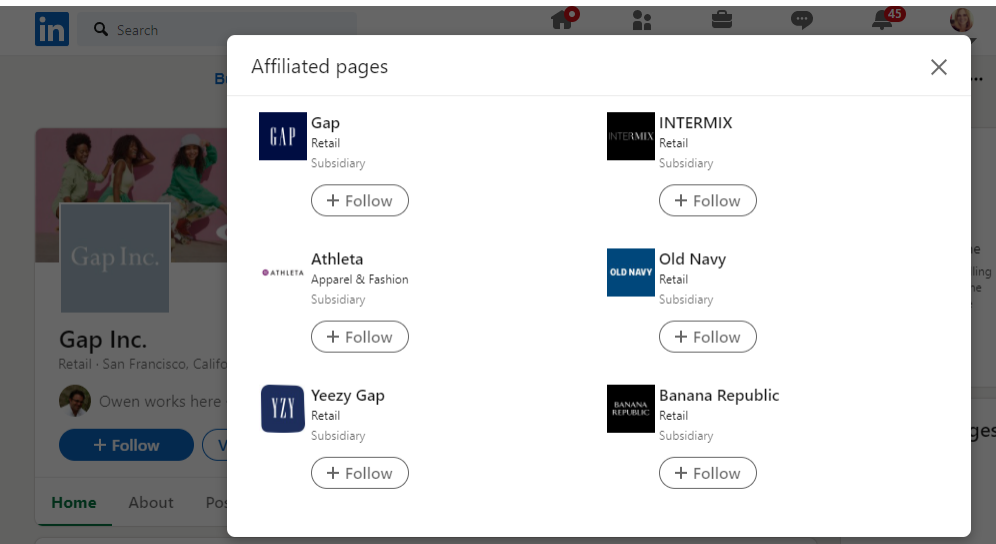 in
Search
45
Affiliated pages
GAP
Gap
Retail
Subsidiary
+ Follow
INTERMIX
INTERMIX
Retail
Subsidiary
+ Follow
ATHLETA
Athleta
Apparel & Fashion
Subsidiary
+ Follow
OLD NAVY
Old Navy
Retail
Subsidiary
+ Follow
YZY
Yeezy Gap
Retail
Subsidiary
+ Follow
BANANA
REPUBLIC
Banana Republic
Retail
Subsidiary
+ Follow
Gap Inc.
Gap Inc.
Retail · San Francisco, Califo
Owen works here
+ Follow
V
Home
About
Pos
ling
ges